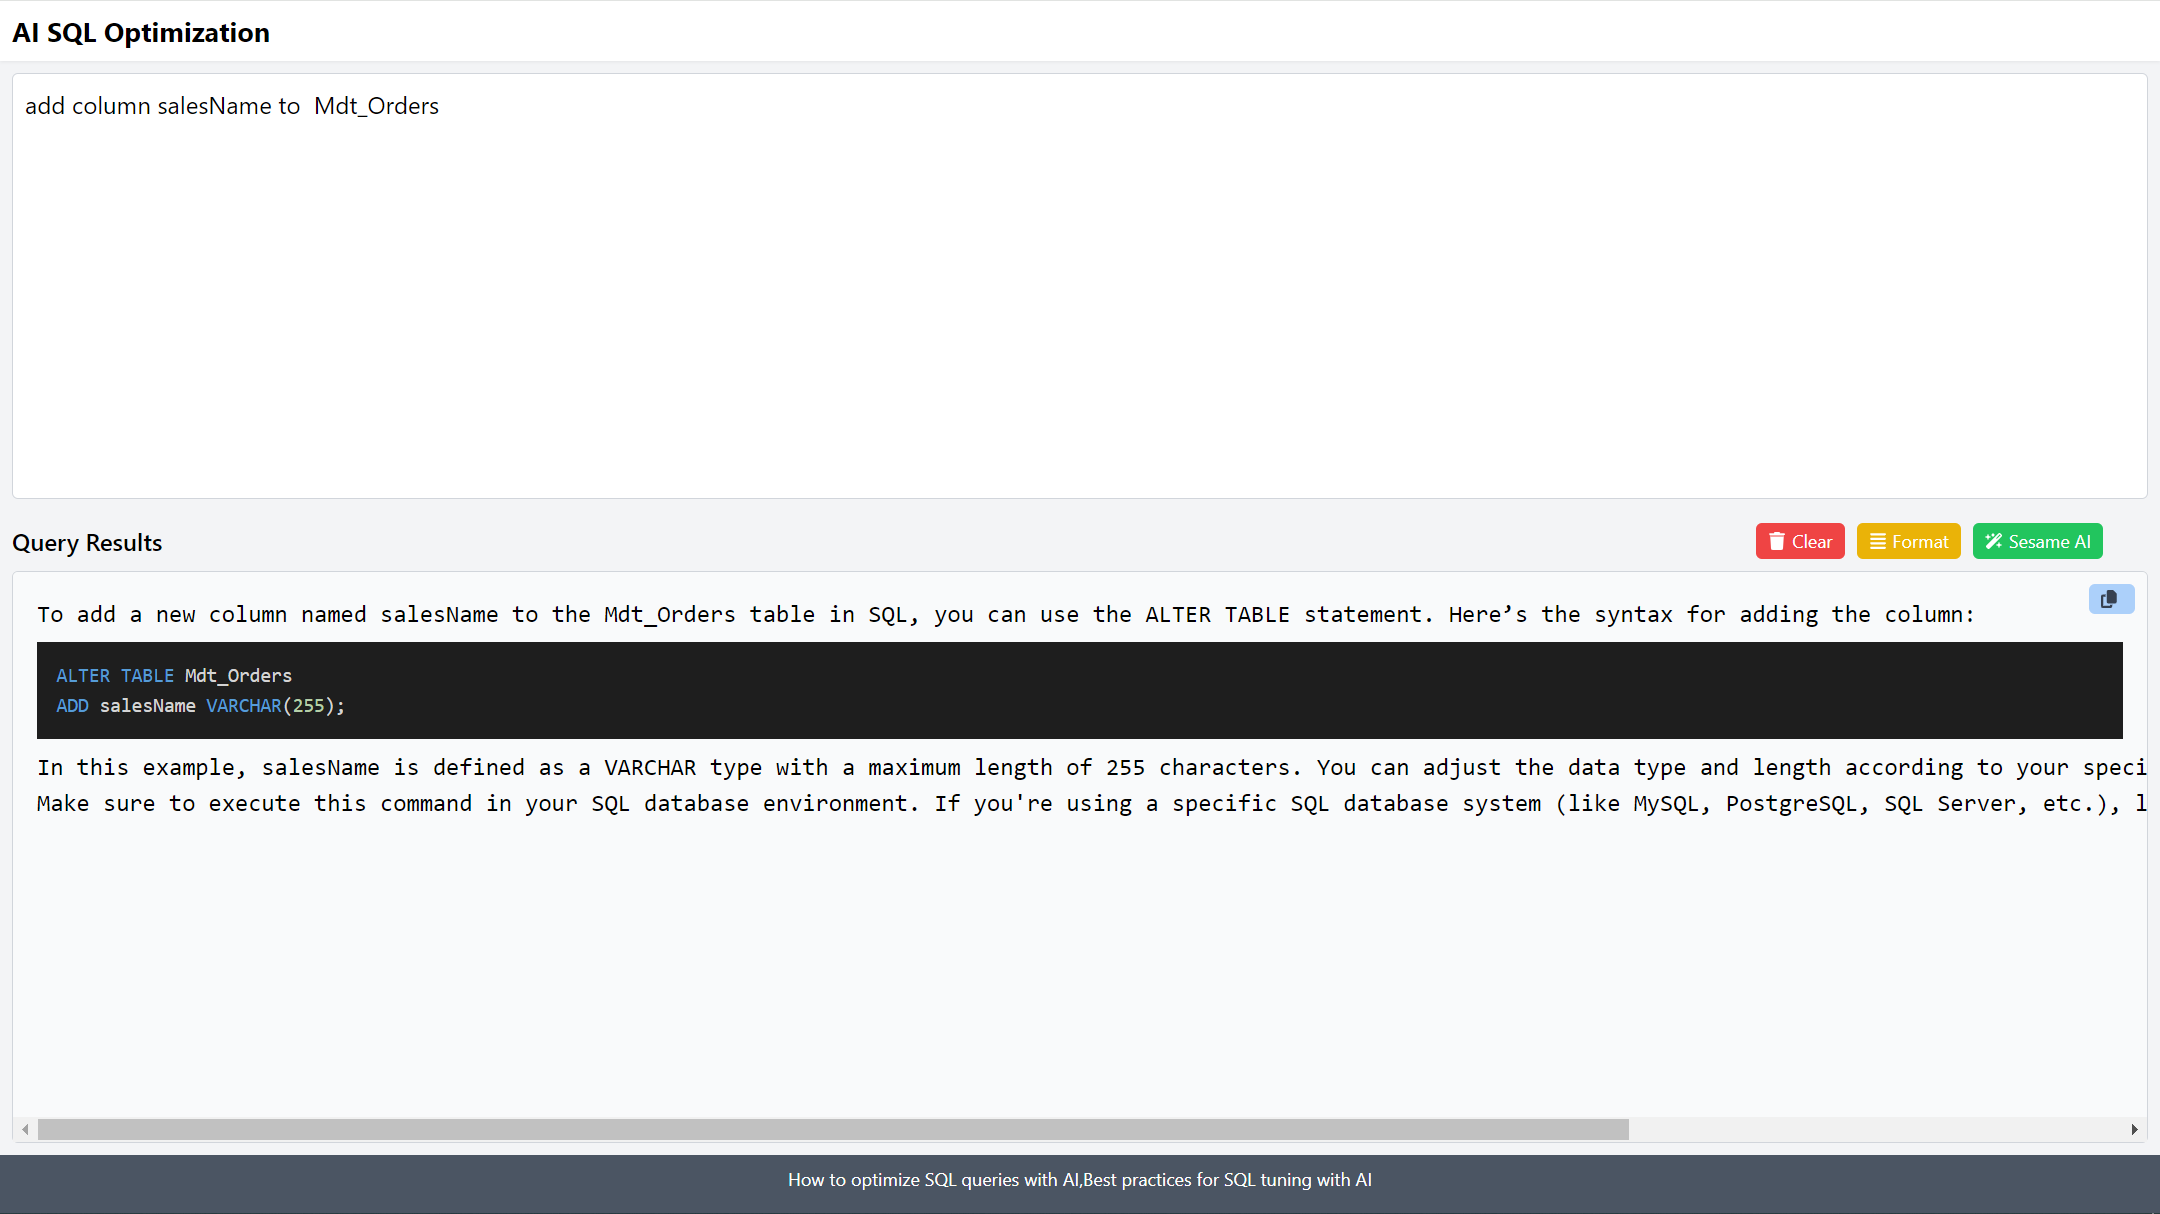 AI SQL Optimization
add column salesName to  Mdt_Orders
Query Results
Clear
Format
Sesame AI
To add a new column named salesName to the Mdt_Orders table in SQL, you can use the ALTER TABLE statement. Here’s the syntax for adding the column:
ALTER TABLE Mdt_Orders
ADD salesName VARCHAR(255);
In this example, salesName is defined as a VARCHAR type with a maximum length of 255 characters. You can adjust the data type and length according to your speci
Make sure to execute this command in your SQL database environment. If you're using a specific SQL database system (like MySQL, PostgreSQL, SQL Server, etc.), l
How to optimize SQL queries with AI,Best practices for SQL tuning with AI